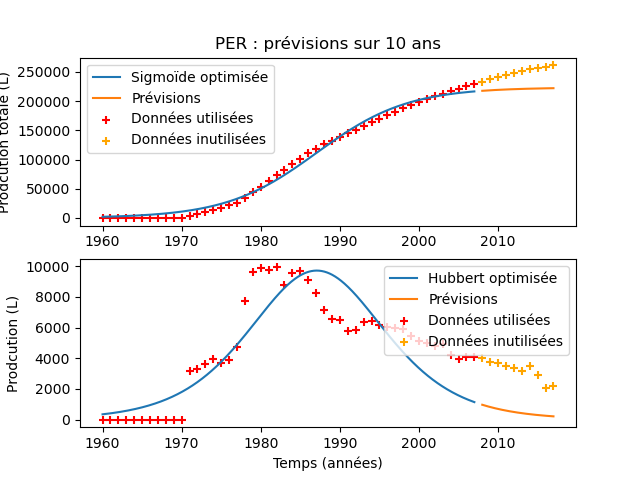 PER : prévisions sur 10 ans
Prodcution totale (L)
250000
200000
150000
100000
50000
0
Sigmoïde optimisée
Prévisions
Données utilisées
Données inutilisées
1960 1970 1980 1990 2000 2010
Prodcution (L)
10000
8000
6000
4000
2000
0
Hubbert optimisée
Prévisions
Données utilisées
Données inutilisées
1960 1970 1980 1990 2000 2010
Temps (années)